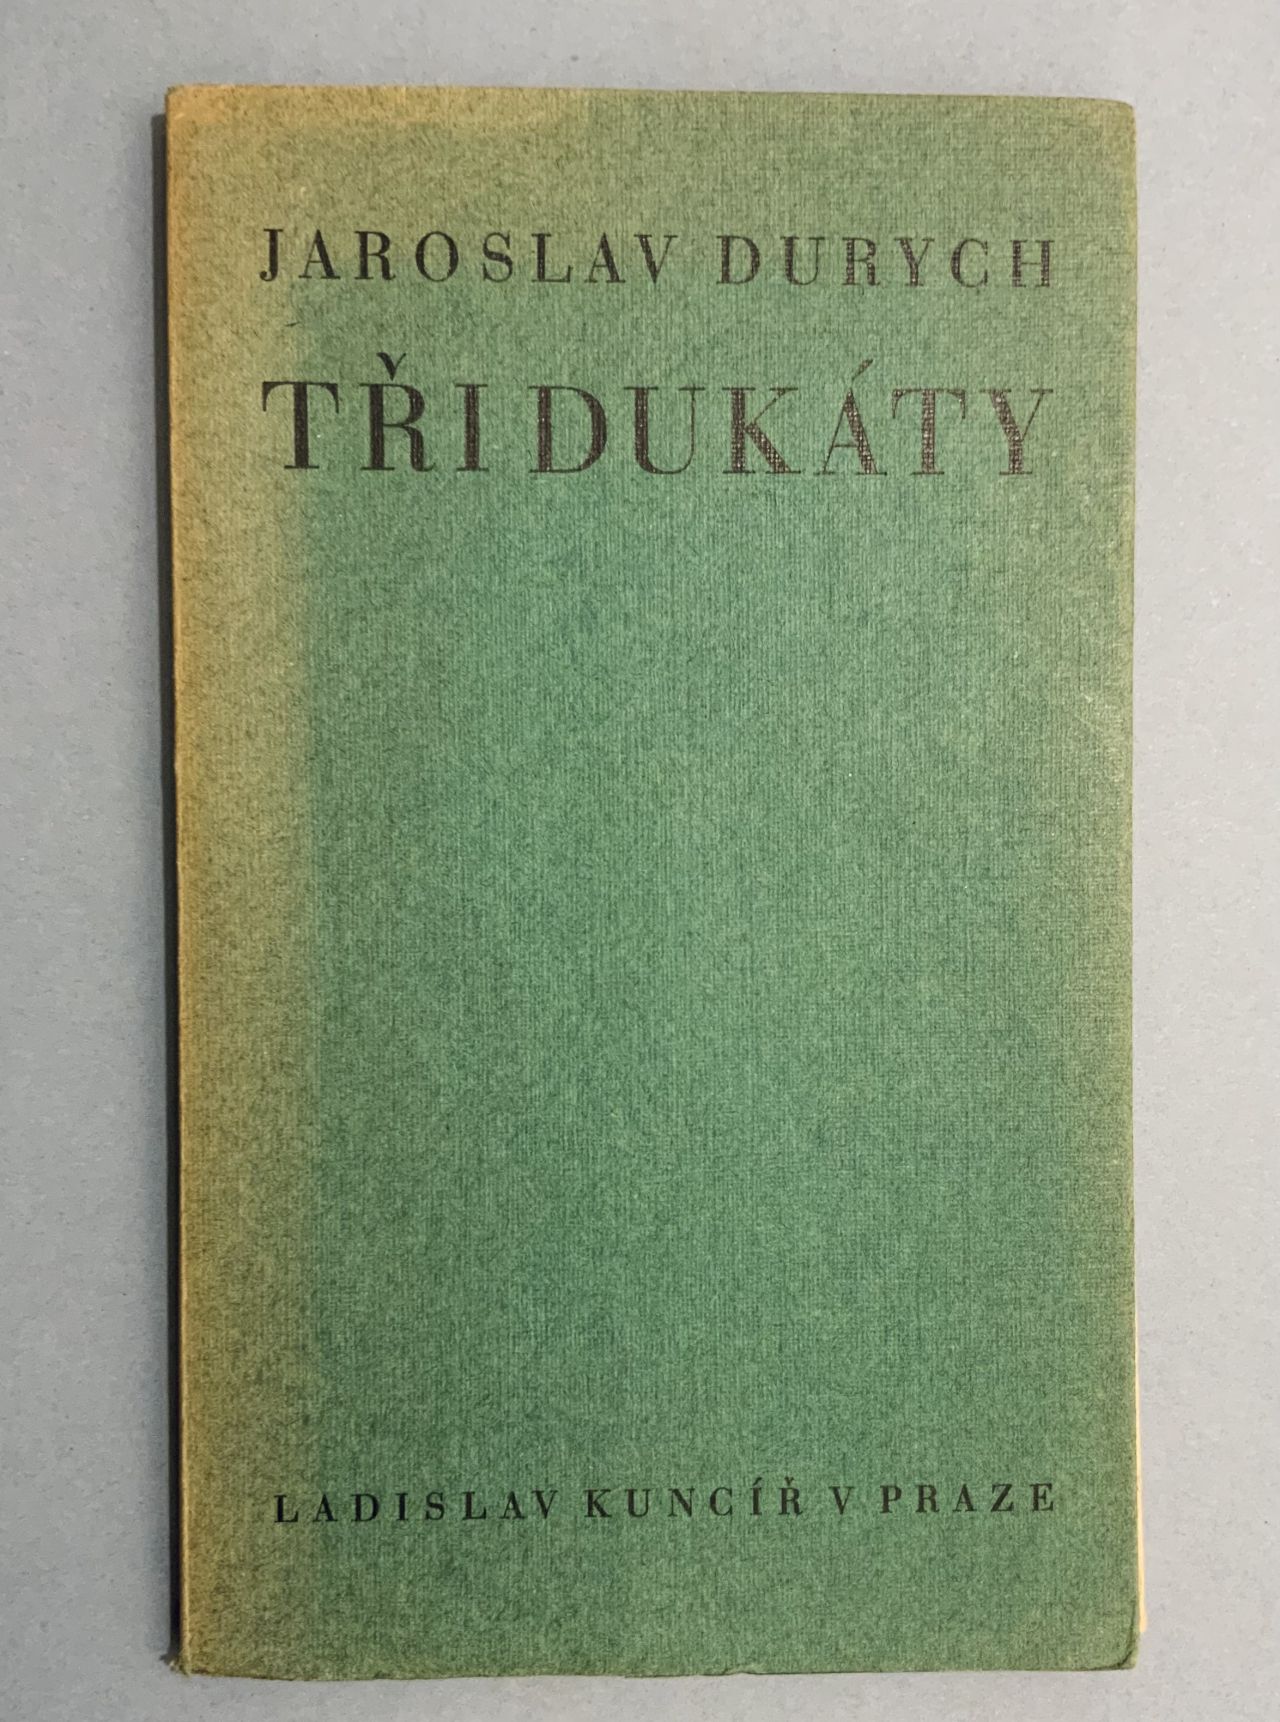 JAROSLAV DURYCH
TŘI DUKÁTY
LADISLAV KUNCÍŘ V PRAZE